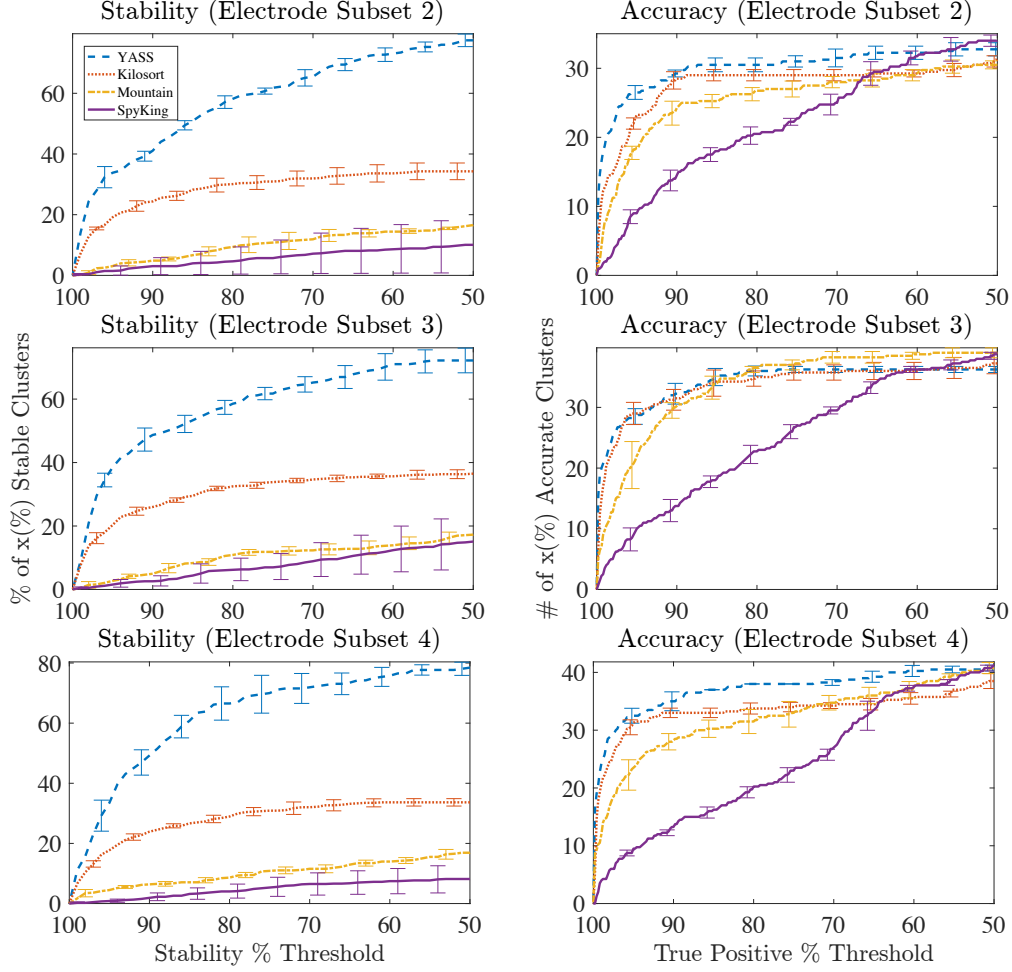 Stability (Electrode Subset 2)
YASS
Kilosort
Mountain
SpyKing
60
40
20
0
100 90 80 70 60 50
Accuracy (Electrode Subset 2)
30
20
10
0
100 90 80 70 60 50
Stability (Electrode Subset 3)
% of x(%) Stable Clusters
60
40
20
0
100 90 80 70 60 50
Accuracy (Electrode Subset 3)
# of x(%) Accurate Clusters
30
20
10
0
100 90 80 70 60 50
Stability (Electrode Subset 4)
80
60
40
20
0
100 90 80 70 60 50
Stability % Threshold
Accuracy (Electrode Subset 4)
40
30
20
10
0
100 90 80 70 60 50
True Positive % Threshold